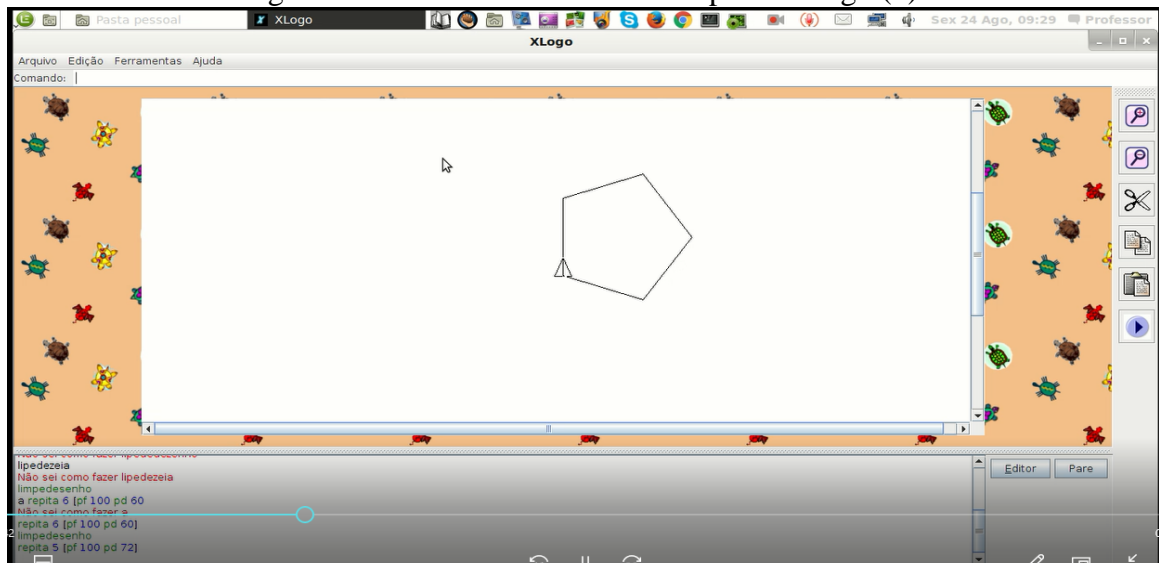 Pasta pessoal
XLogo
Sex 24 Ago, 09:29
Professor
XLogo
Arquivo Edição Ferramentas Ajuda
Comando:
lipedezeia
Não sei como fazer lipedezeia
limpedesenho
a repita 6 [pf 100 pd 60
Não sei como fazer a
repita 6 [pf 100 pd 60]
limpedesenho
repita 5 [pf 100 pd 72]
Editor
Pare